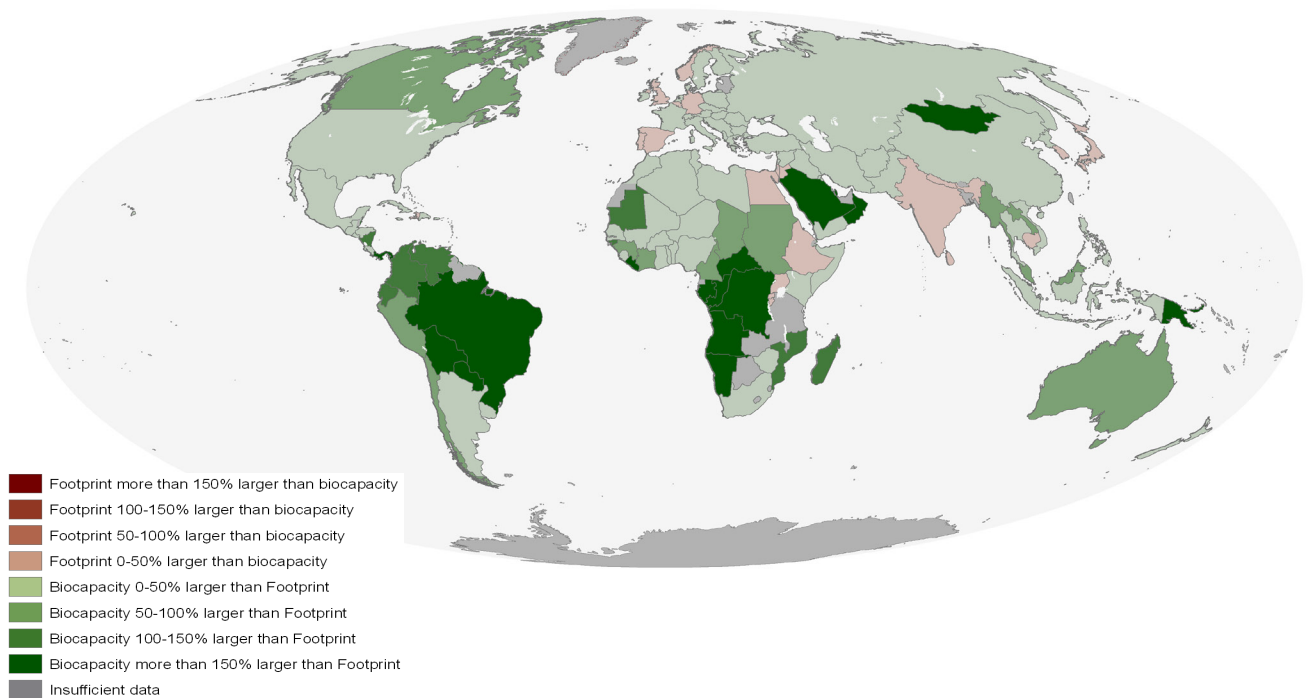 Footprint more than 150% larger than biocapacity
Footprint 100-150% larger than biocapacity
Footprint 50-100% larger than biocapacity
Footprint 0-50% larger than biocapacity
Biocapacity 0-50% larger than Footprint
Biocapacity 50-100% larger than Footprint
Biocapacity 100-150% larger than Footprint
Biocapacity more than 150% larger than Footprint
Insufficient data